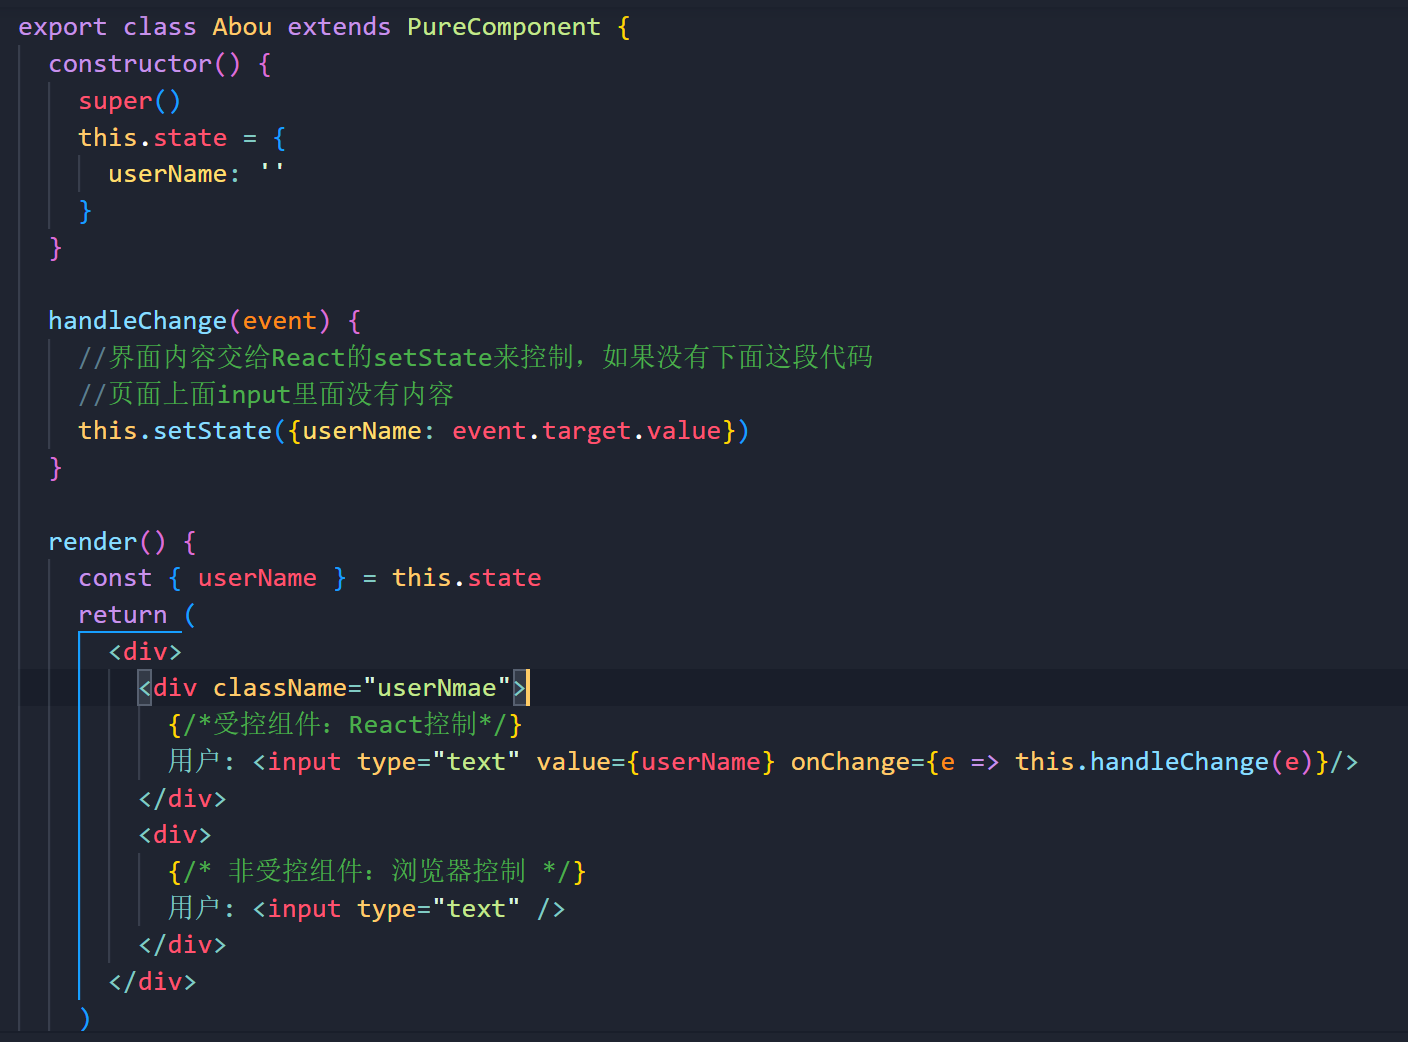 export class Abou extends PureComponent {
constructor() {
super()
this.state = {
userName: ''
}
}
handleChange(event) {
//界面内容交给React的setState来控制，如果没有下面这段代码
//页面上面input里面没有内容
this.setState({userName: event.target.value})
}
render() {
const { userName } = this.state
return (
<div>
<div className="userNmae">
{/*受控组件：React控制*/}
用户：<input type="text" value={userName} onChange={e => this.handleChange(e)}/>
</div>
<div>
{/* 非受控组件：浏览器控制 */}
用户：<input type="text" />
</div>
</div>
)